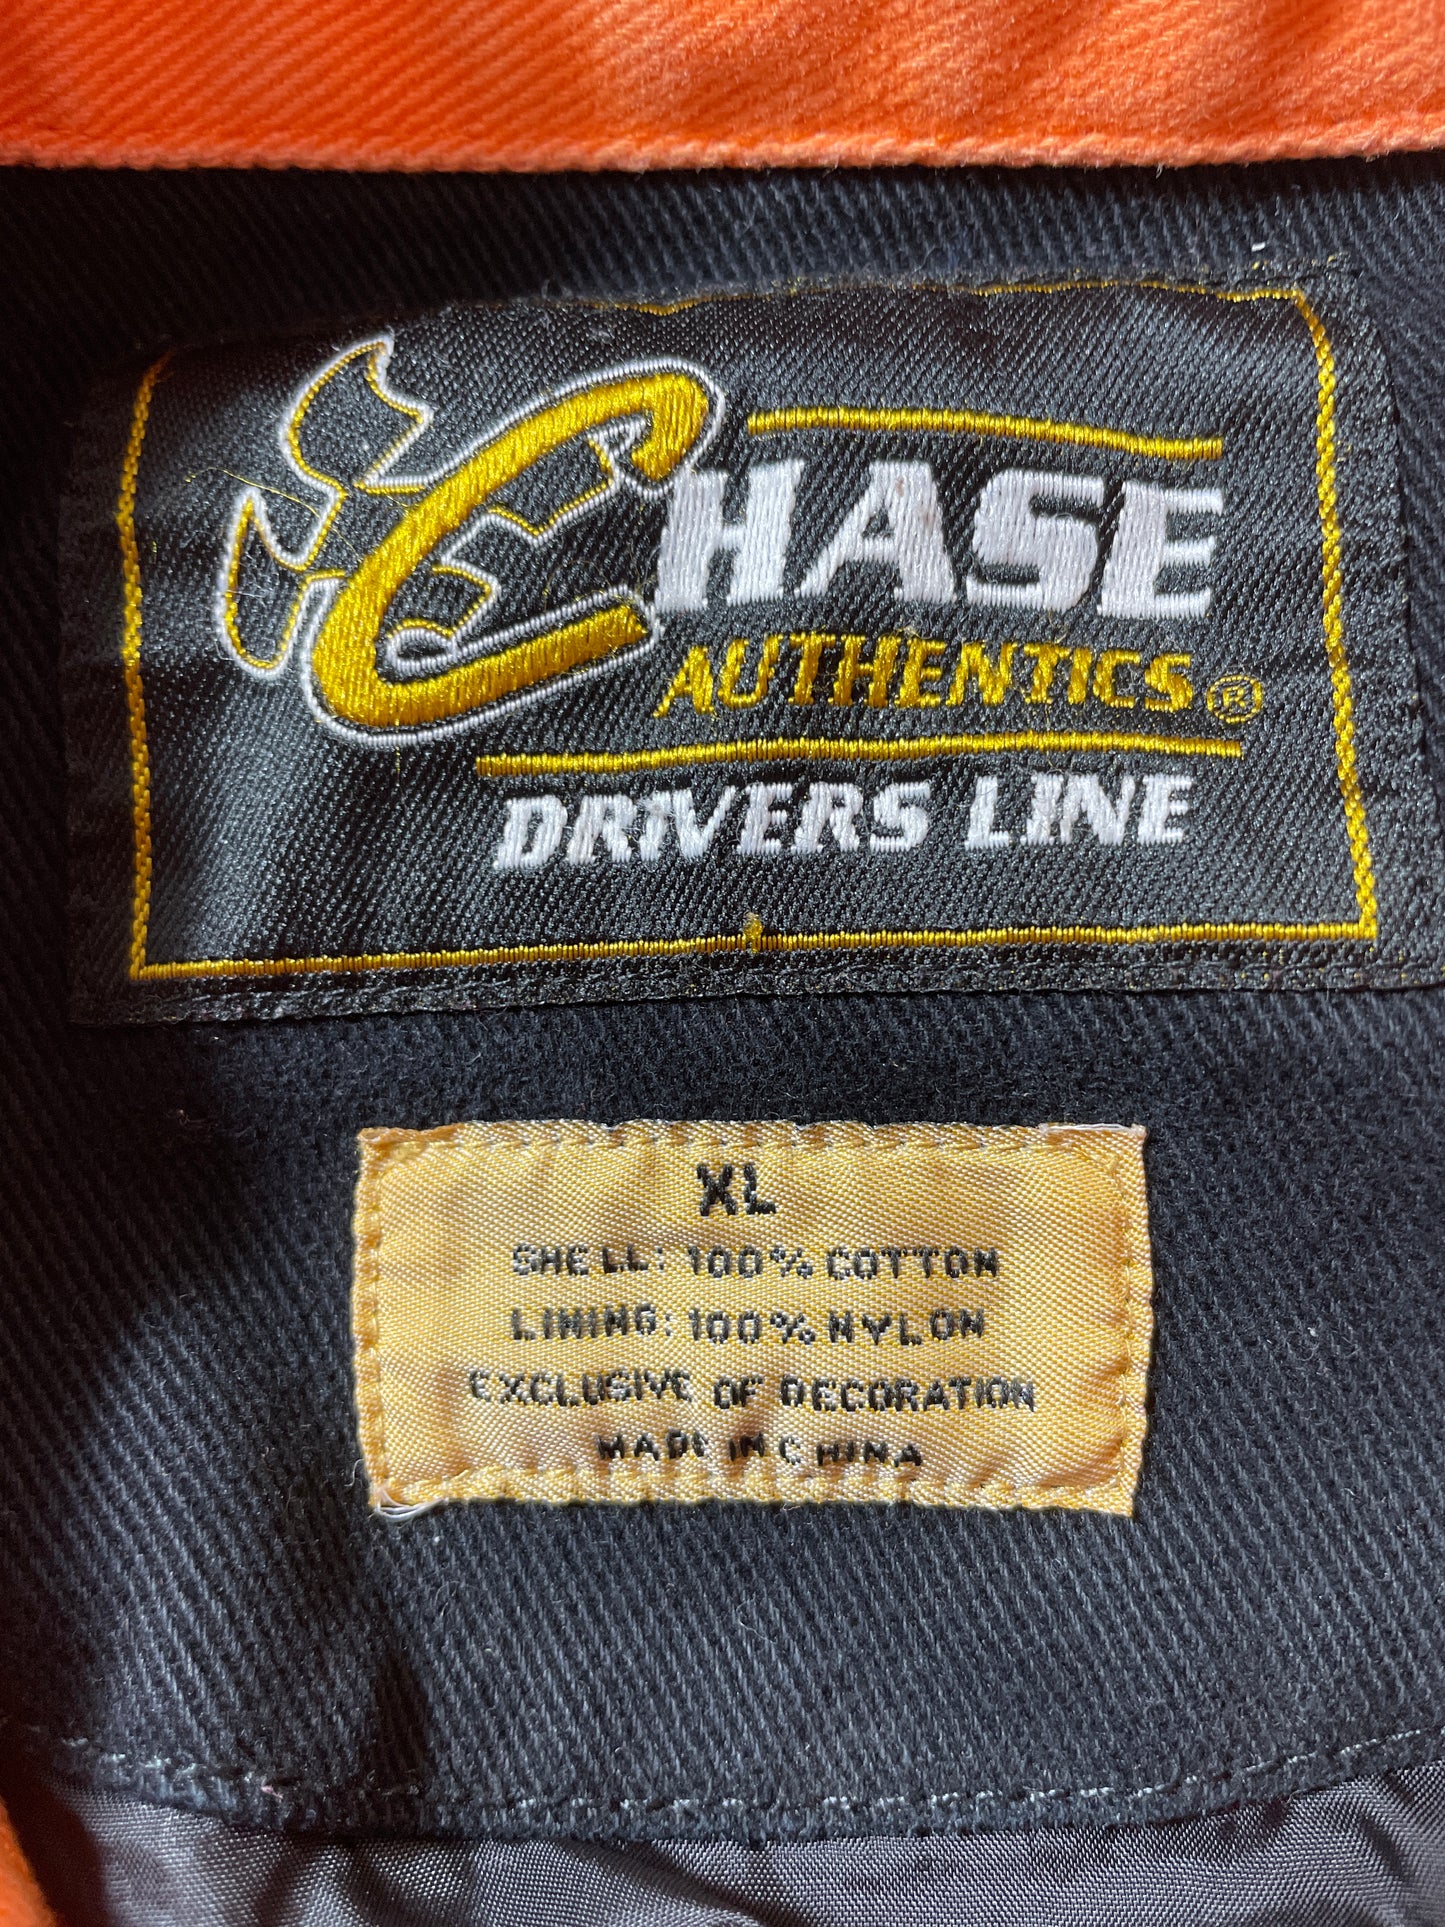 CHASE
AUTHENTICS®
DRIVERS LINE
XL
SHELL: 100% COTTON
LINING: 100% NYLON
EXCLUSIVE OF DECORATION
MADE IN CHINA